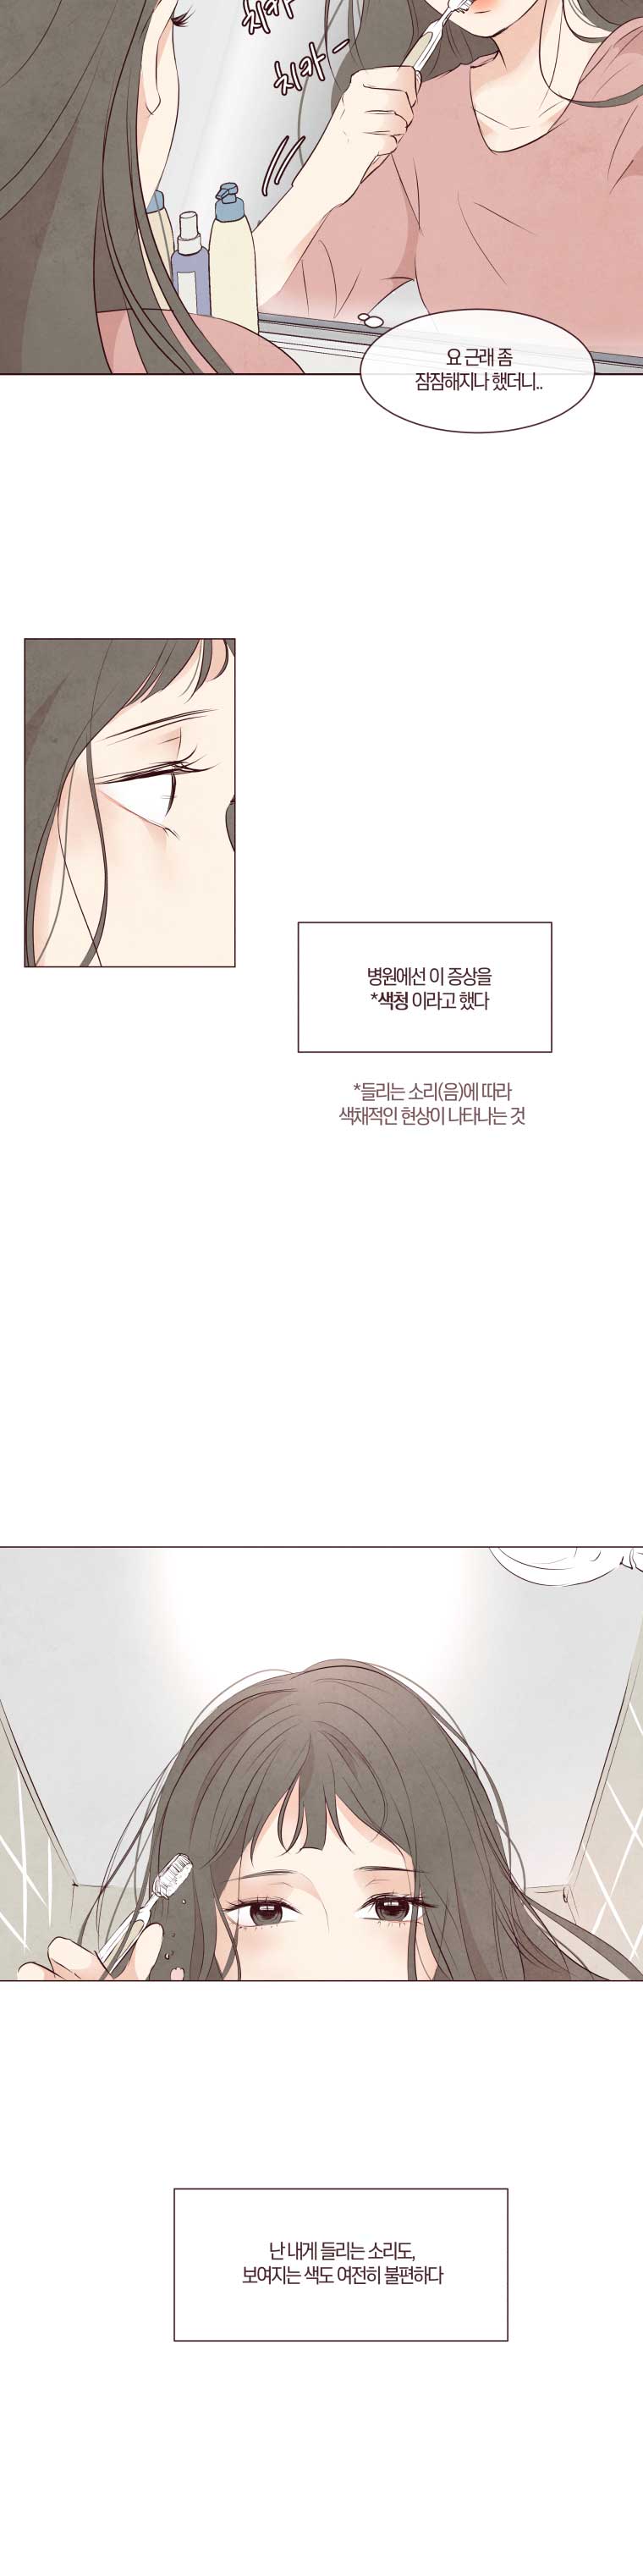 치카
치카-
요 근래 좀
잠잠해지나 했더니..
병원에선 이 증상을
*색청 이라고 했다
*들리는 소리(음)에 따라
색채적인 현상이 나타나는 것
난 내게 들리는 소리도,
보여지는 색도 여전히 불편하다